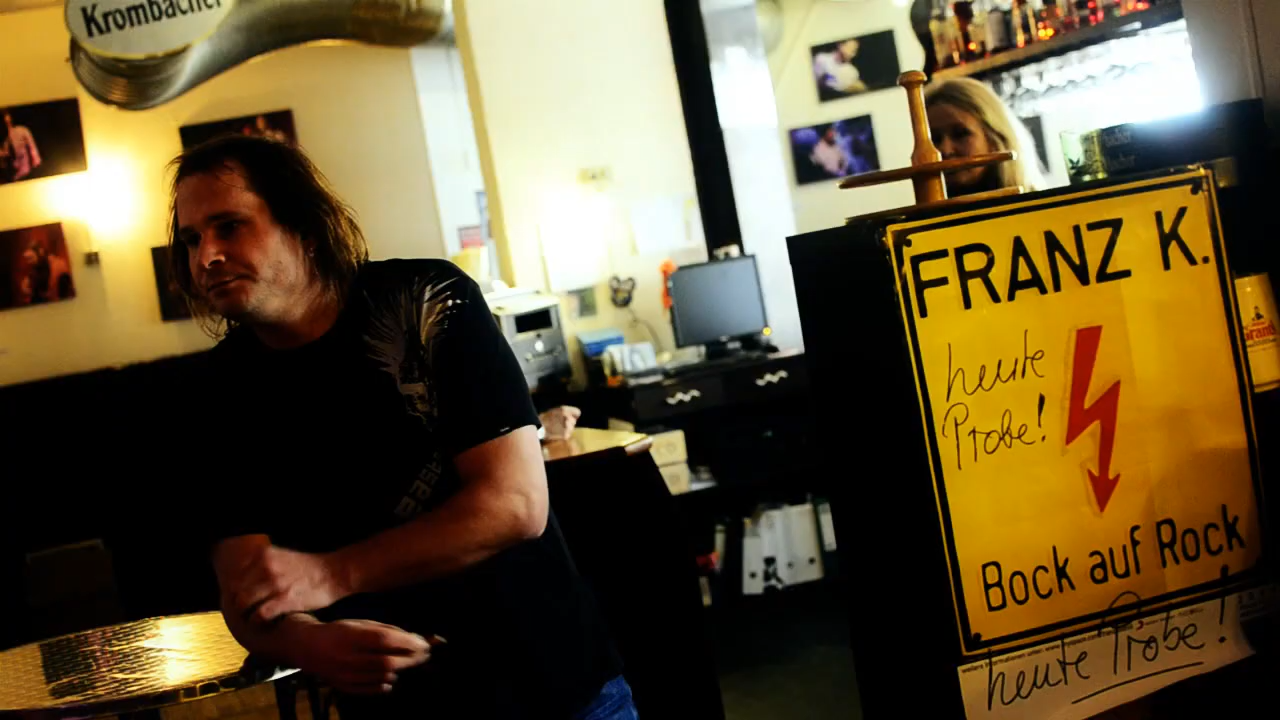 Krombacher
FRANZ K.
heute
Probe!
Bock auf Rock
heute Probe!